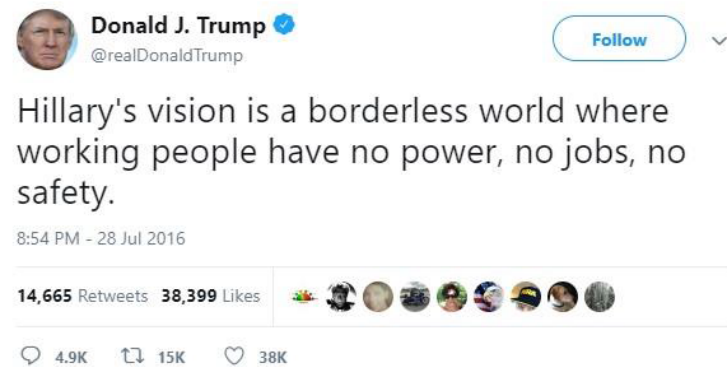 Donald J. Trump
Follow
@realDonaldTrump
Hillary's vision is a borderless world where
working people have no power, no jobs, no
safety.
8:54 PM - 28 Jul 2016
14,665 Retweets 38,399 Likes
4.9K 15K 38K